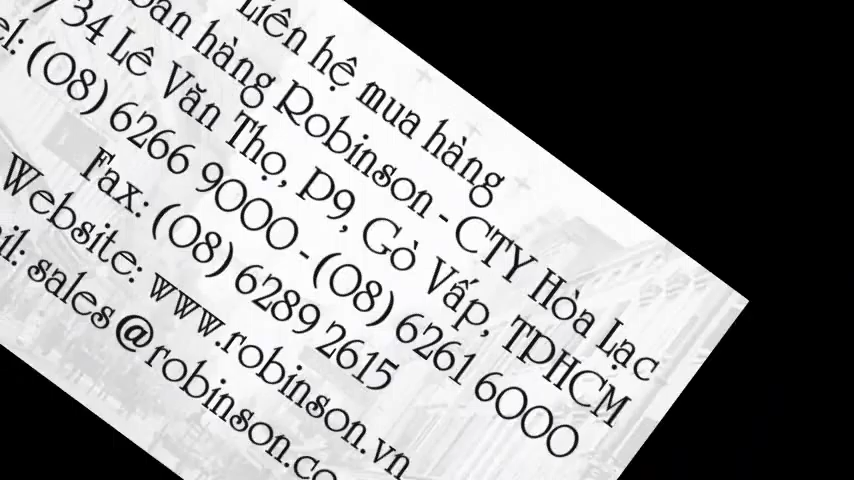 Liên hệ mua hàng
bán hàng Robinson - CTY Hòa Lạc
34 Lê Văn Thọ, P9, Gò Vấp, TPHCM
(08) 6266 9000 - (08) 6261 6000
Fax: (08) 6289 2615
Website: www.robinson.vn
sales@robinson.co